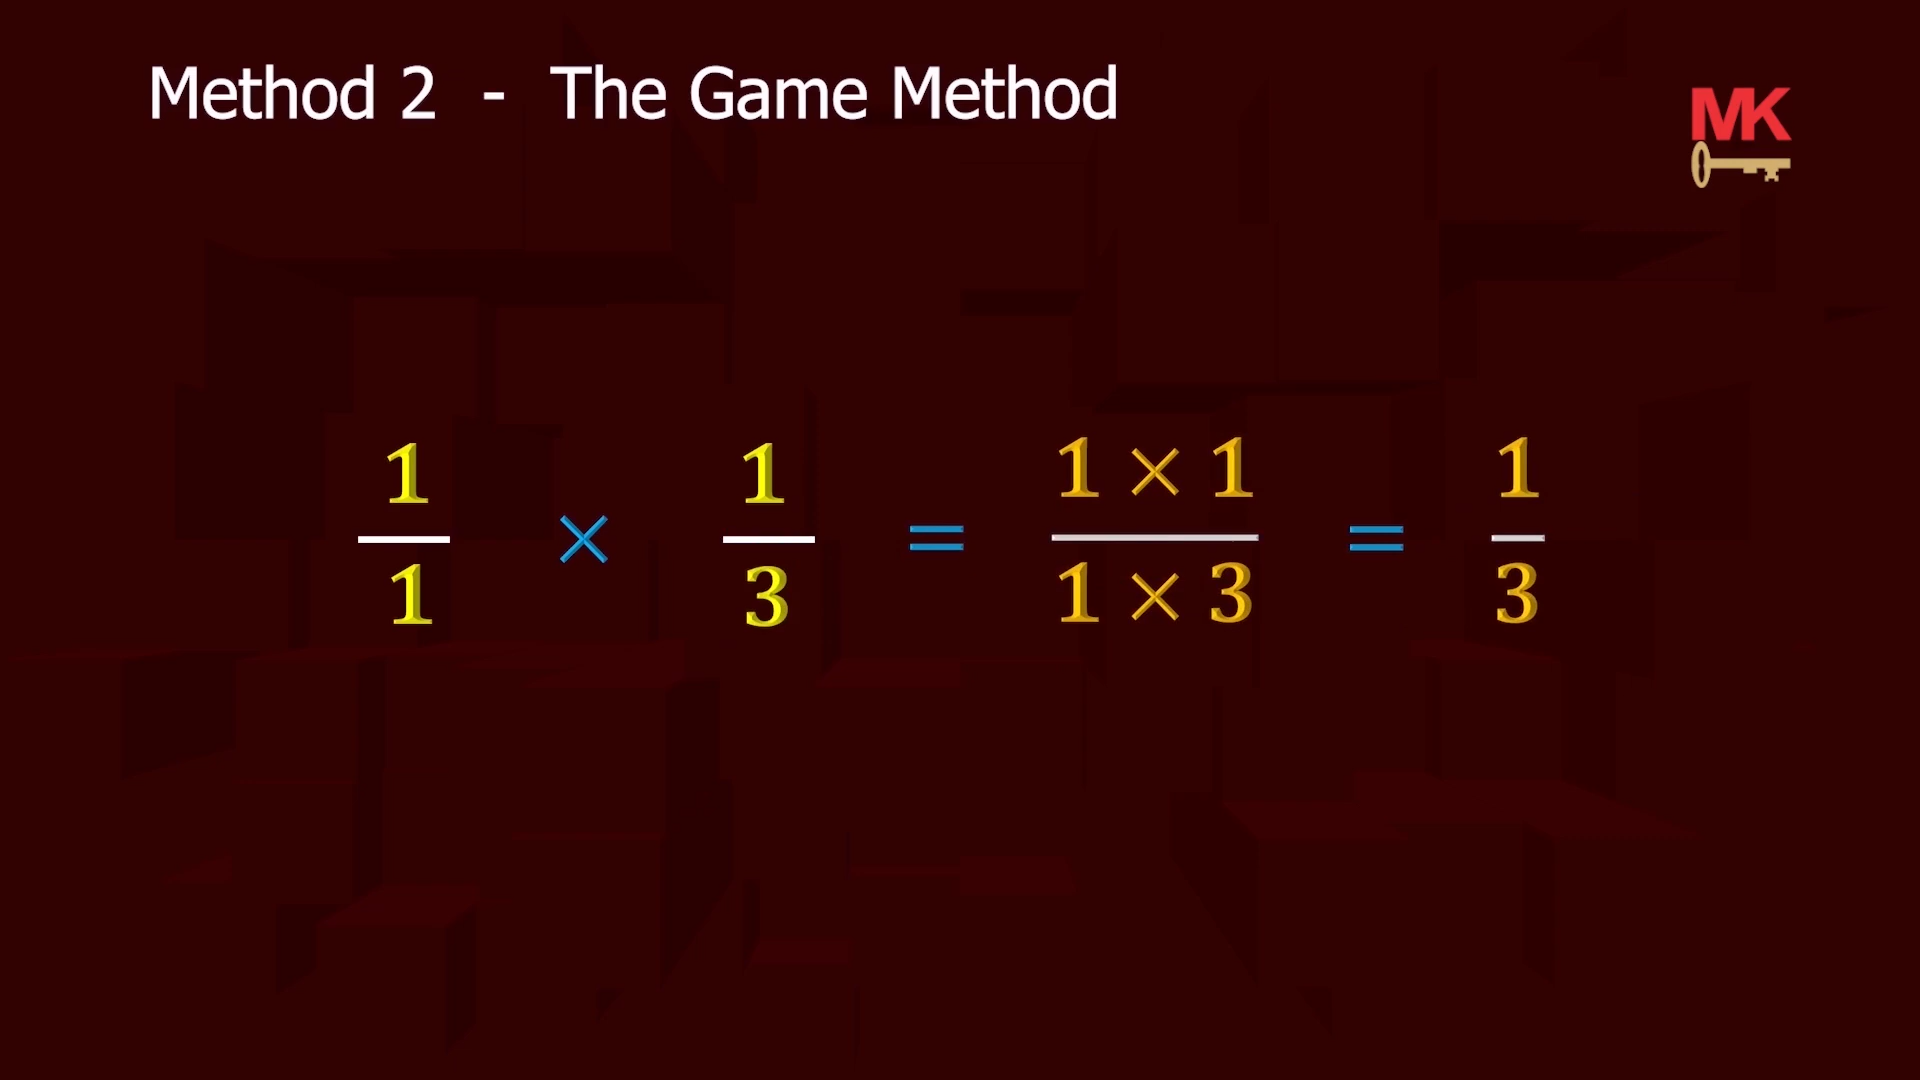 Method 2 - The Game Method
MK
1/1 × 1/3 = 1 × 1/1 × 3 = 1/3